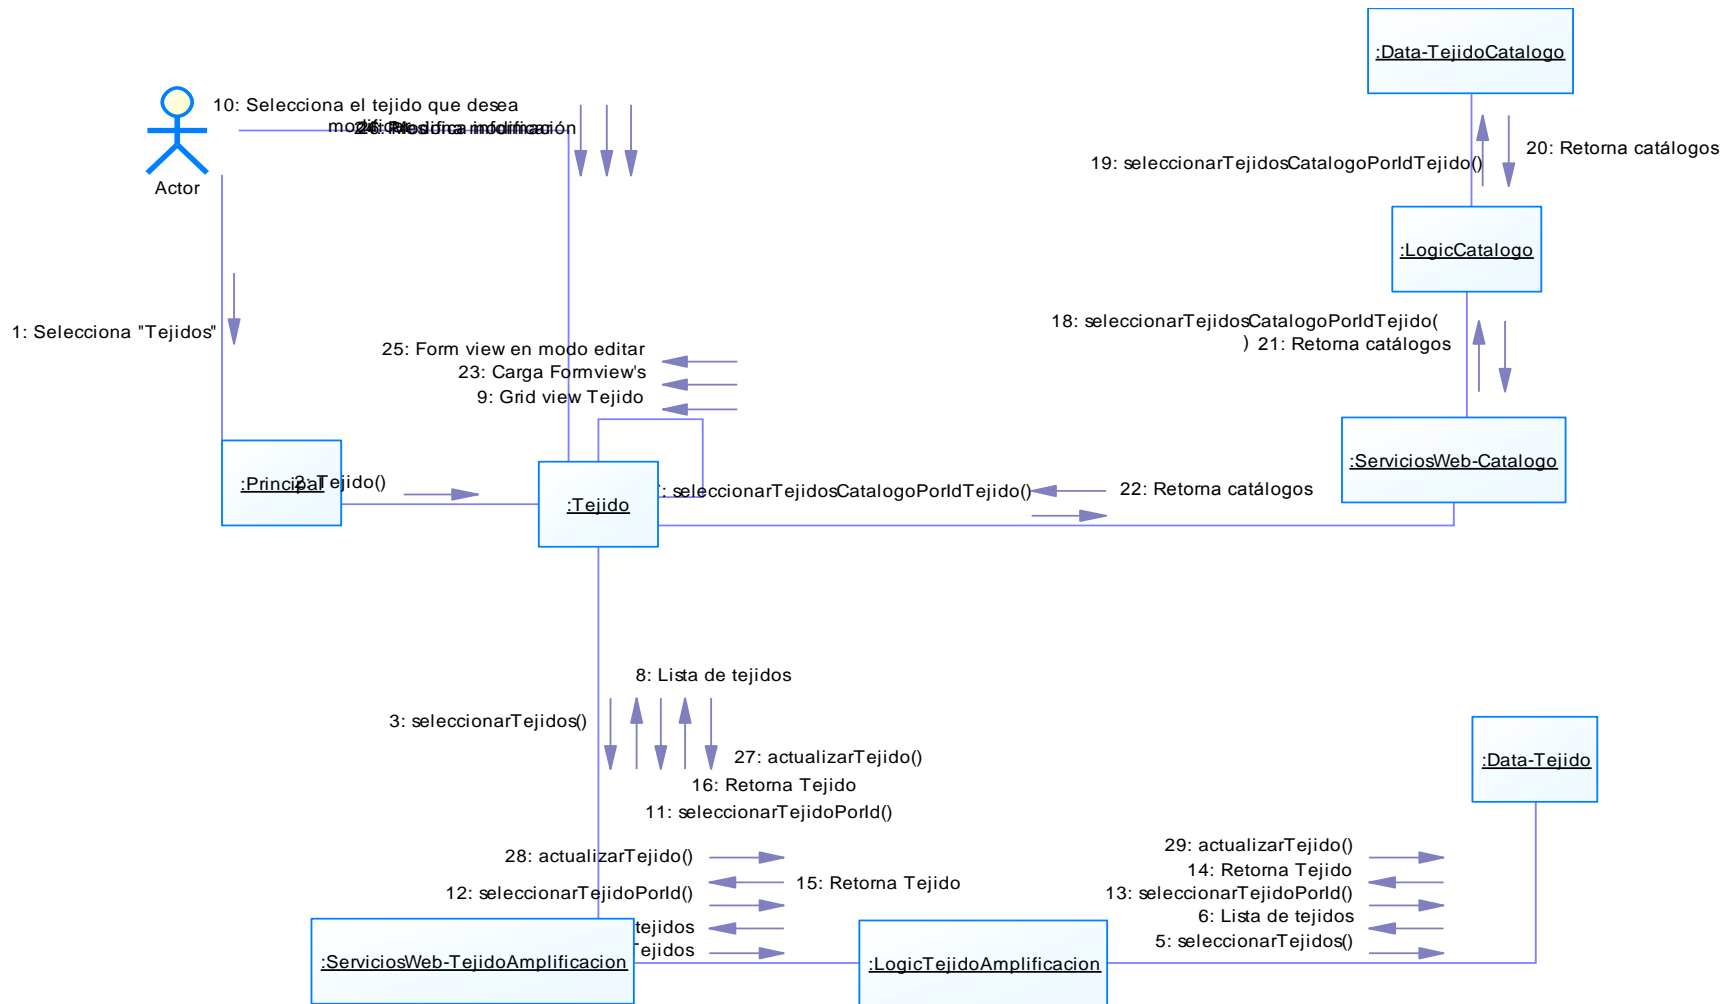 :Data-TejidoCatalogo
10: Selecciona el tejido que desea
Actor
19: seleccionarTejidosCatalogoPorIdTejido()
20: Retorna catálogos
:LogicCatalogo
1: Selecciona "Tejidos"
18: seleccionarTejidosCatalogoPorIdTejido(
) 21: Retorna catálogos
25: Form view en modo editar
23: Carga Formview's
9: Grid view Tejido
:ServiciosWeb-Catalogo
:Principal
2: Tejido()
:Tejido
: seleccionarTejidosCatalogoPorIdTejido()
22: Retorna catálogos
8: Lista de tejidos
3: seleccionarTejidos()
27: actualizarTejido()
16: Retorna Tejido
11: seleccionarTejidoPorId()
:Data-Tejido
28: actualizarTejido()
15: Retorna Tejido
12: seleccionarTejidoPorId()
tejidos
Tejidos
29: actualizarTejido()
14: Retorna Tejido
13: seleccionarTejidoPorId()
6: Lista de tejidos
5: seleccionarTejidos()
:ServiciosWeb-TejidoAmplificacion
:LogicTejidoAmplificacion